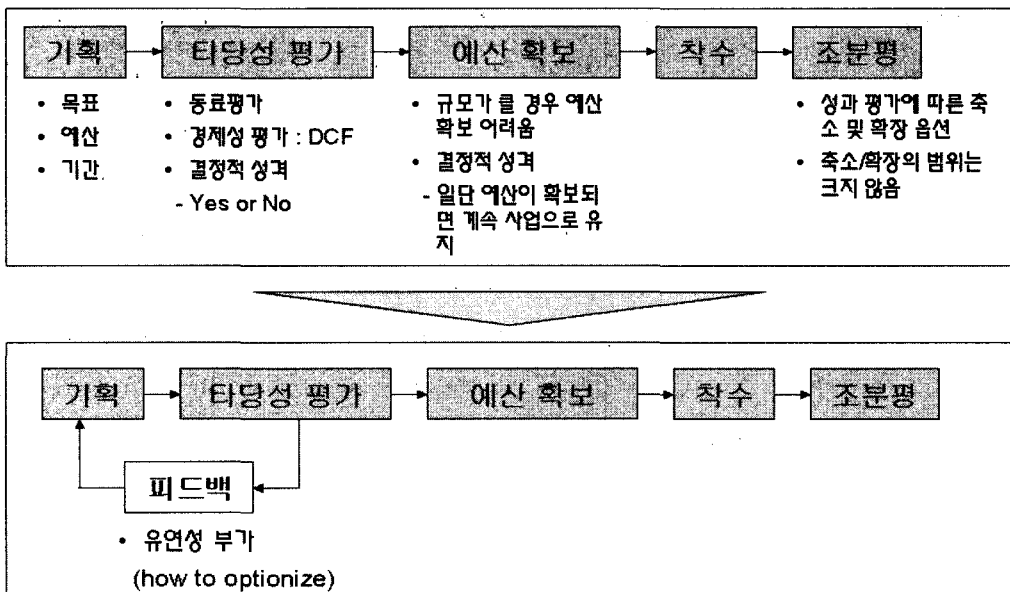 기획 타당성 평가 예산 확보 착수 조분평
• 목표
• 예산
• 기간
• 동료평가
• 경제성 평가 : DCF
• 결정적 성격
- Yes or No
• 규모가 클 경우 예산
확보 어려움
• 결정적 성격
- 일단 예산이 확보되
면 계속 사업으로 유
지
• 성과 평가에 따른 축
소 및 확장 옵션
• 축소/확장의 범위는
크지 않음
기획 타당성 평가 예산 확보 착수 조분평
피드백
• 유연성 부가
(how to optionize)